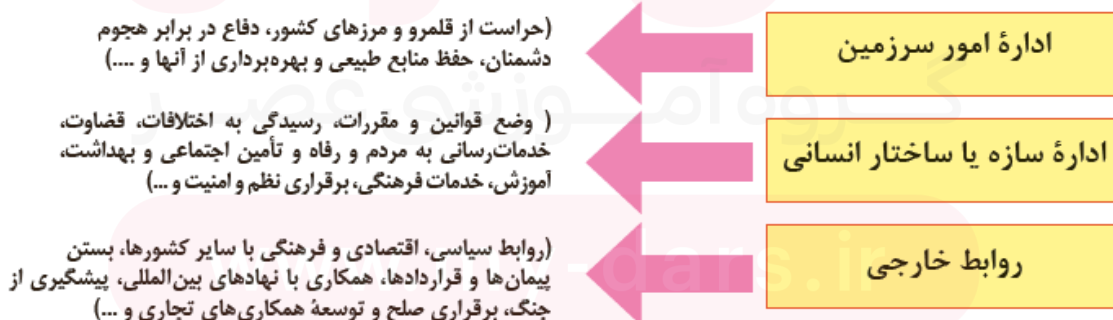 ادارهٔ امور سرزمین
(حراست از قلمرو و مرزهای کشور، دفاع در برابر هجوم
دشمنان، حفظ منابع طبیعی و بهره‌برداری از آنها و ....)
ادارهٔ سازه یا ساختار انسانی
( وضع قوانین و مقررات، رسیدگی به اختلافات، قضاوت،
خدمات‌رسانی به مردم و رفاه و تأمین اجتماعی و بهداشت،
آموزش، خدمات فرهنگی، برقراری نظم و امنیت و ...)
روابط خارجی
(روابط سیاسی، اقتصادی و فرهنگی با سایر کشورها، بستن
پیمان‌ها و قراردادها، همکاری با نهادهای بین‌المللی، پیشگیری از
جنگ، برقراری صلح و توسعهٔ همکاری‌های تجاری و ...)
گروه آموزشی عصر